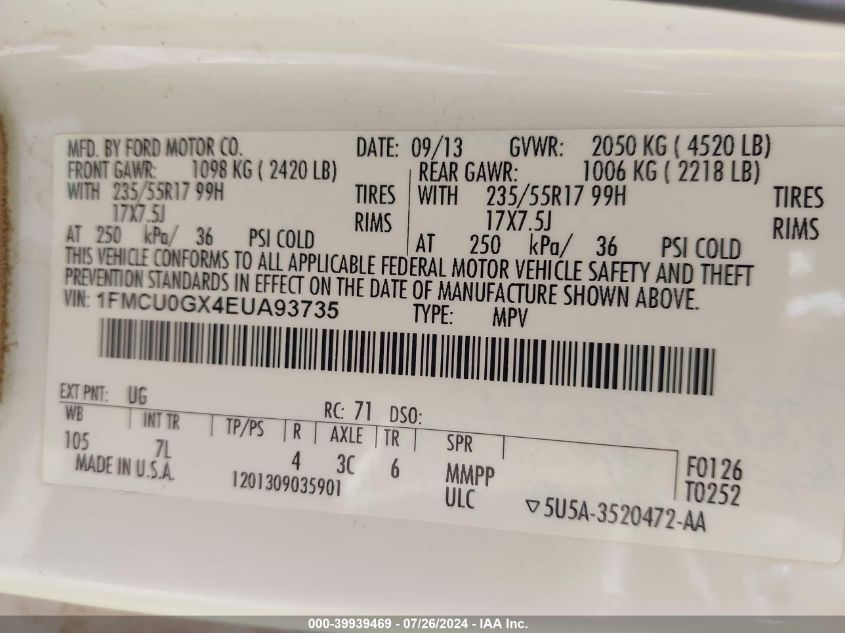 MFD. BY FORD MOTOR CO. DATE: 09/13 GVWR: 2050 KG ( 4520 LB)
FRONT GAWR: 1098 KG ( 2420 LB) REAR GAWR: 1006 KG ( 2218 LB)
WITH 235/55R17 99H TIRES WITH 235/55R17 99H TIRES
17X7.5J RIMS 17X7.5J RIMS
AT 250 kPa/ 36 PSI COLD AT 250 kPa/ 36 PSI COLD
THIS VEHICLE CONFORMS TO ALL APPLICABLE FEDERAL MOTOR VEHICLE SAFETY AND THEFT
PREVENTION STANDARDS IN EFFECT ON THE DATE OF MANUFACTURE SHOWN ABOVE.
VIN: 1FMCU0GX4EUA93735 TYPE: MPV
EXT PNT: UG RC: 71 DSO:
WB INT TR TP/PS R AXLE TR SPR
105 7L 4 3C 6 MMPP F0126
MADE IN U.S.A. 1201309035901 ULC T0252
5U5A-3520472-AA
000-39939469 - 07/26/2024 - IAA Inc.